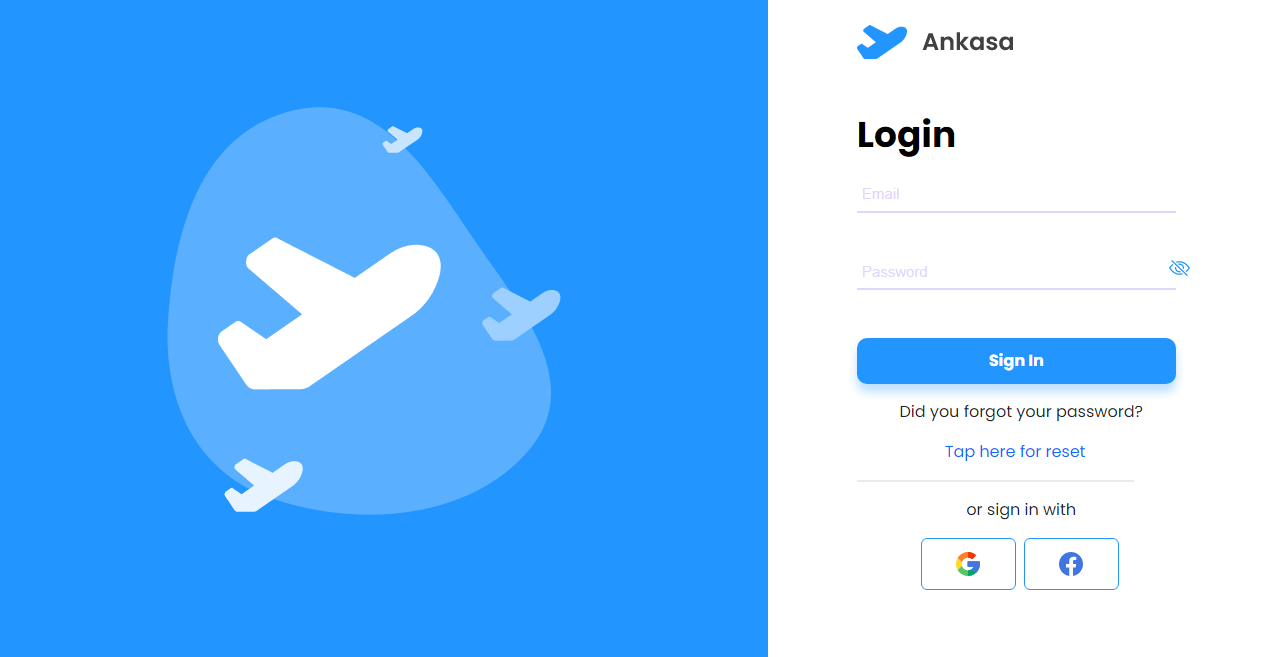 Ankasa
Login
Email
Password
Sign In
Did you forgot your password?
Tap here for reset
or sign in with